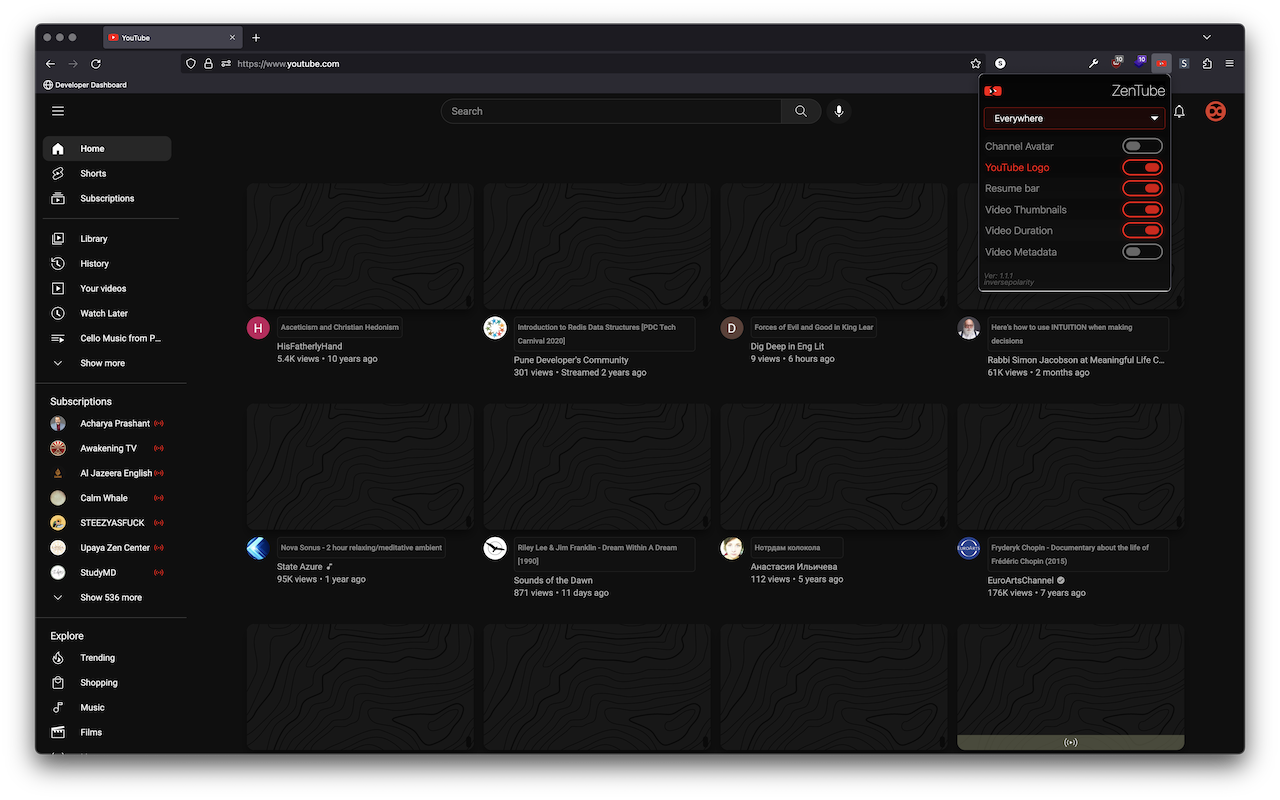 YouTube
https://www.youtube.com
S
10
10
S
Developer Dashboard
Search
ZenTube
Everywhere
Channel Avatar
YouTube Logo
Resume bar
Video Thumbnails
Video Duration
Video Metadata
Ver: 1.1.1
inversepolarity
Home
Shorts
Subscriptions
Library
History
Your videos
Watch Later
Cello Music from P...
Show more
Subscriptions
Acharya Prashant
Awakening TV
Al Jazeera English
Calm Whale
STEEZYASFUCK
Upaya Zen Center
StudyMD
Show 536 more
Explore
Trending
Shopping
Music
Films
H
Asceticism and Christian Hedonism
HisFatherlyHand
5.4K views • 10 years ago
Introduction to Redis Data Structures [PDC Tech
Carnival 2020]
Pune Developer's Community
301 views • Streamed 2 years ago
D
Forces of Evil and Good in King Lear
Dig Deep in Eng Lit
9 views • 6 hours ago
Here's how to use INTUITION when making
decisions
Rabbi Simon Jacobson at Meaningful Life C...
61K views • 2 months ago
Nova Sonus - 2 hour relaxing/meditative ambient
State Azure
95K views • 1 year ago
Riley Lee & Jim Franklin - Dream Within A Dream
[1990]
Sounds of the Dawn
871 views • 11 days ago
Нотрдам колокола
Анастасия Ильичева
112 views • 5 years ago
EUROARTS
Fryderyk Chopin - Documentary about the life of
Frédéric Chopin (2015)
EuroArtsChannel
176K views • 7 years ago